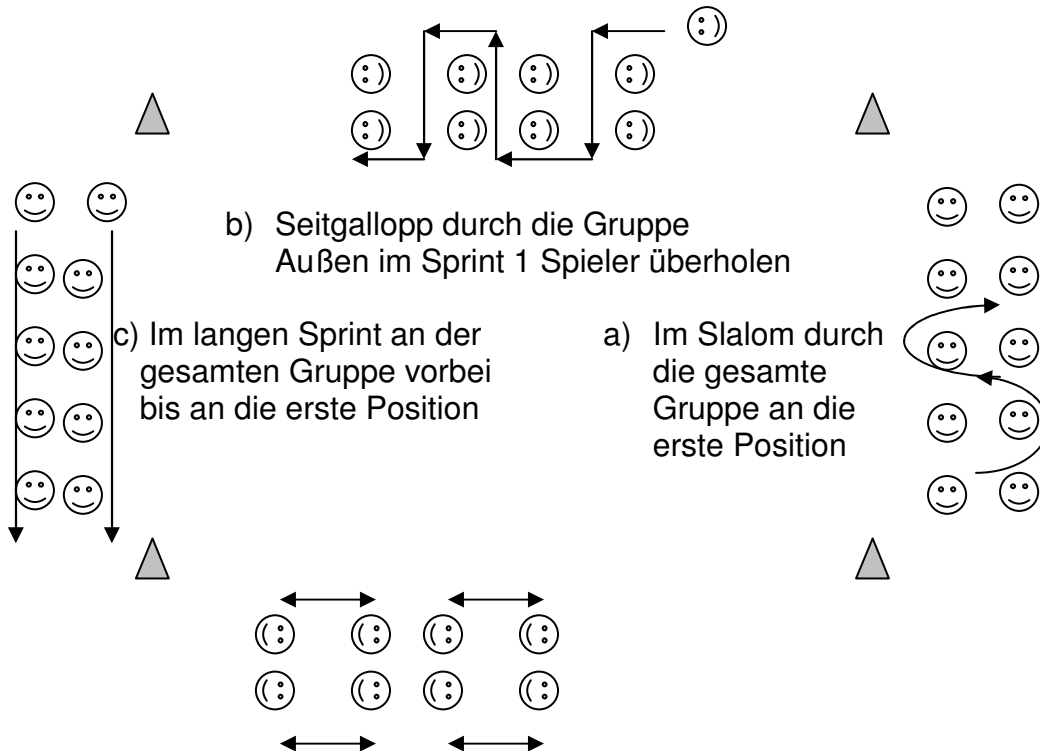 b) Seitgallopp durch die Gruppe
Außen im Sprint 1 Spieler überholen
c) Im langen Sprint an der
gesamten Gruppe vorbei
bis an die erste Position
a) Im Slalom durch
die gesamte
Gruppe an die
erste Position